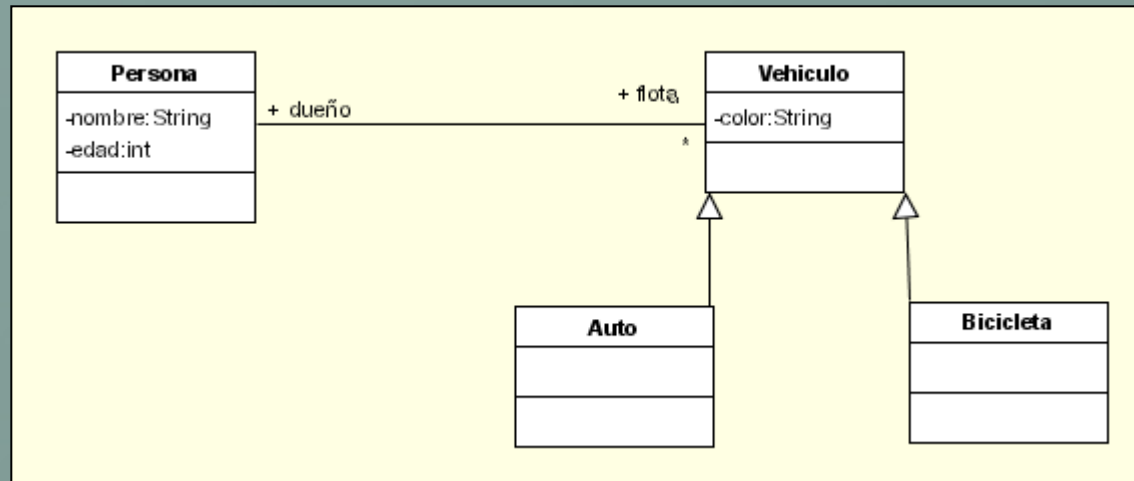 Persona
-nombre:String
-edad:int
+ dueño
+ flota
*
Vehiculo
-color:String
Auto
Bicicleta